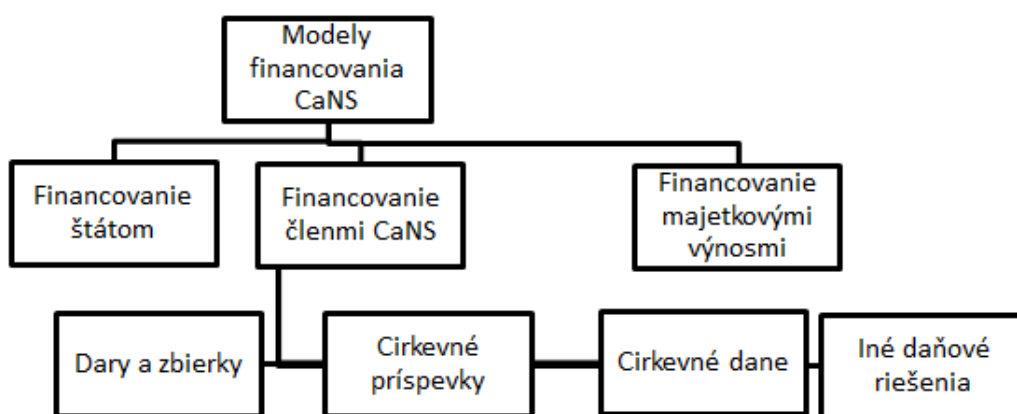 Modely
financovania
CaNS
Financovanie
štátom
Financovanie
členmi CaNS
Financovanie
majetkovými
výnosmi
Dary a zbierky
Cirkevné
príspevky
Cirkevné dane
Iné daňové
riešenia